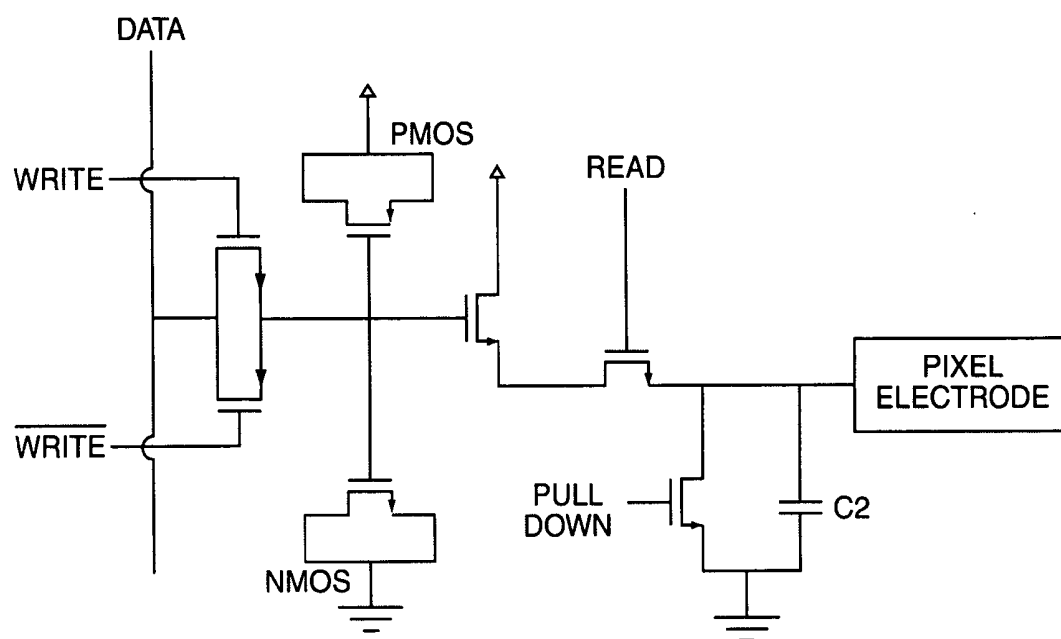 DATA
PMOS
WRITE
READ
PIXEL
ELECTRODE
WRITE
PULL
DOWN
C2
NMOS